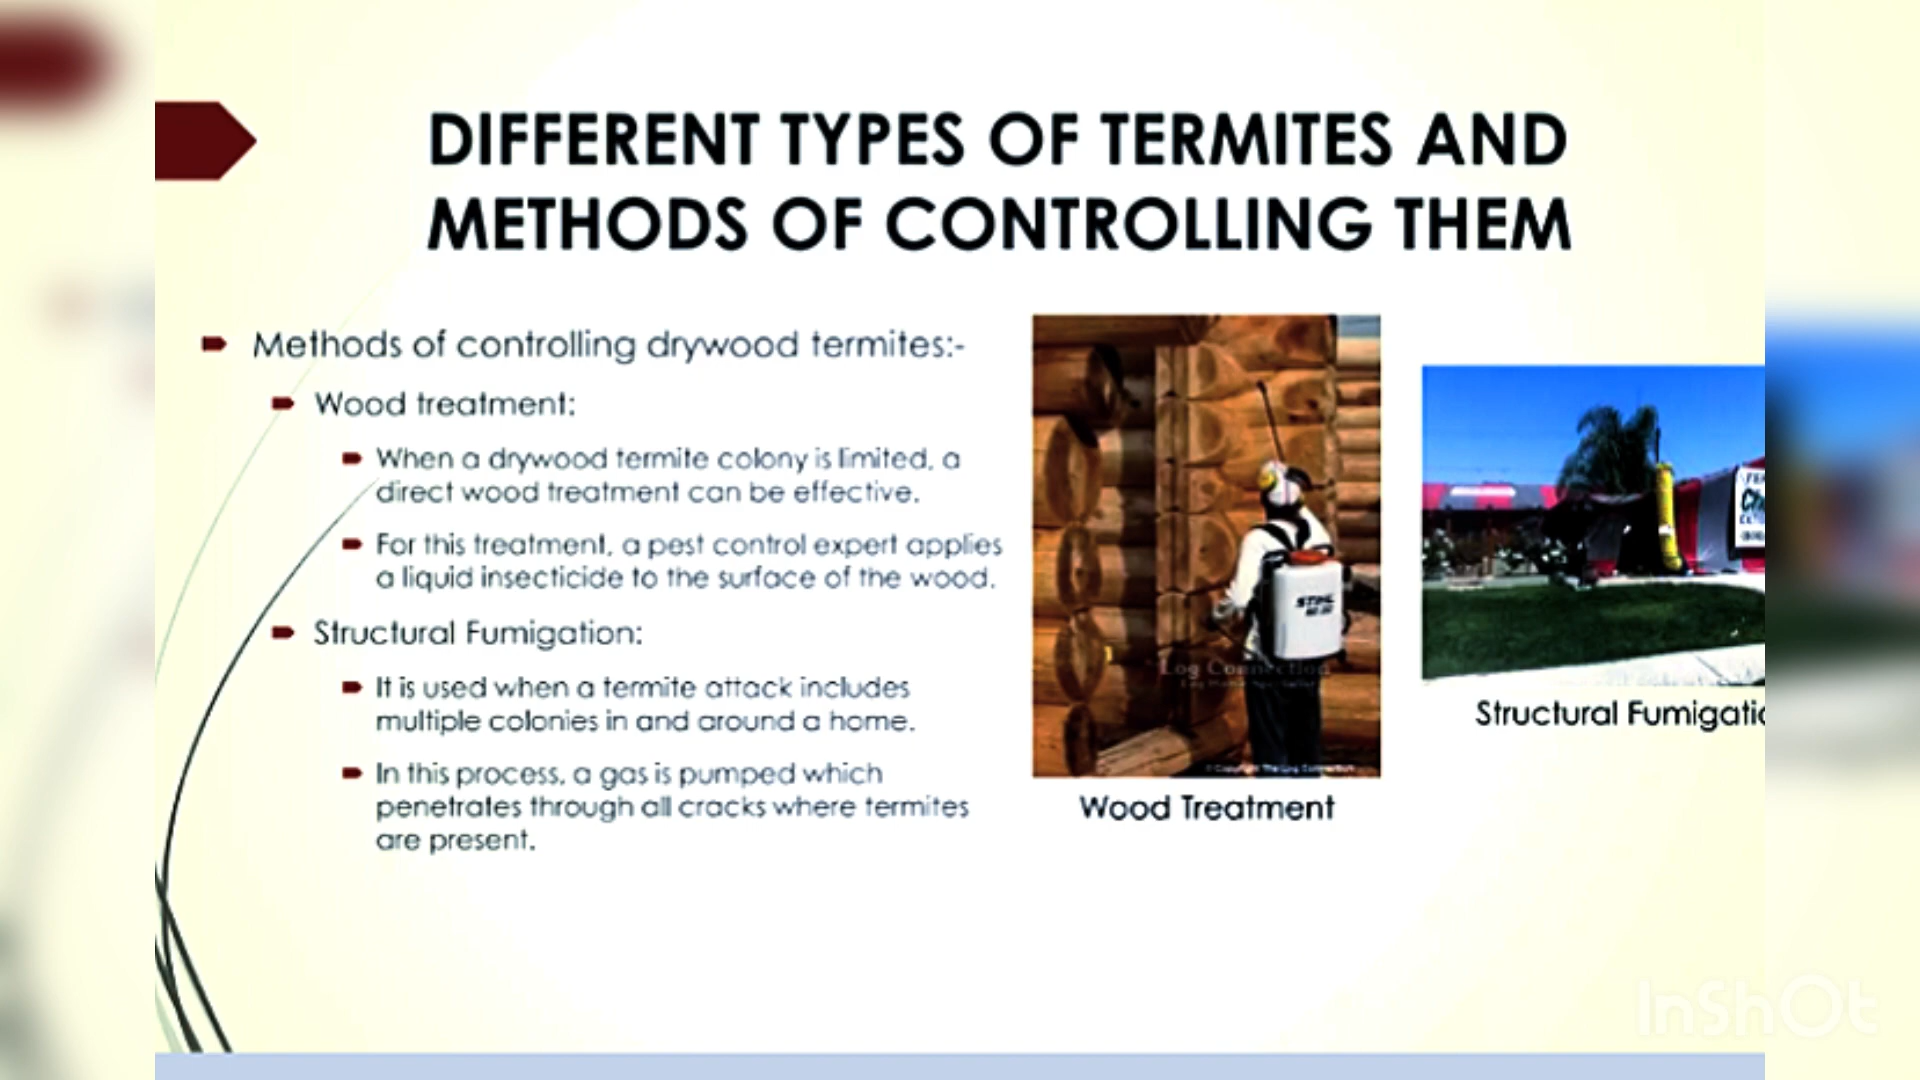 DIFFERENT TYPES OF TERMITES AND
METHODS OF CONTROLLING THEM
Methods of controlling drywood termites:-
Wood treatment:
When a drywood termite colony is limited, a
direct wood treatment can be effective.
For this treatment, a pest control expert applies
a liquid insecticide to the surface of the wood.
Structural Fumigation:
It is used when a termite attack includes
multiple colonies in and around a home.
In this process, a gas is pumped which
penetrates through all cracks where termites
are present.
STIHL
Log Connection
Wood Treatment
Structural Fumigatio
InShOt